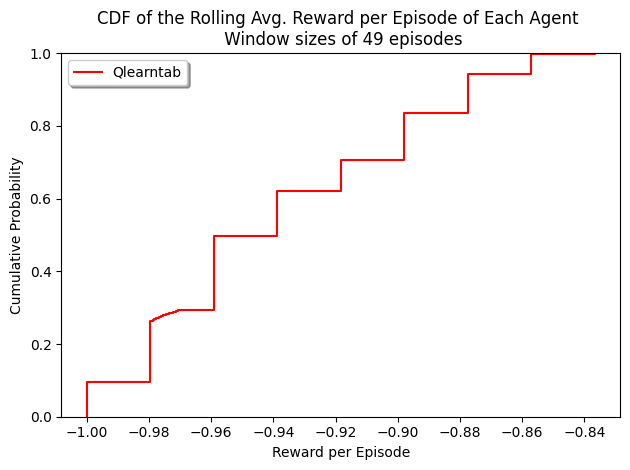 CDF of the Rolling Avg. Reward per Episode of Each Agent
Window sizes of 49 episodes
Qlearntab
Cumulative Probability
1.0
0.8
0.6
0.4
0.2
0.0
−1.00 −0.98 −0.96 −0.94 −0.92 −0.90 −0.88 −0.86 −0.84
Reward per Episode